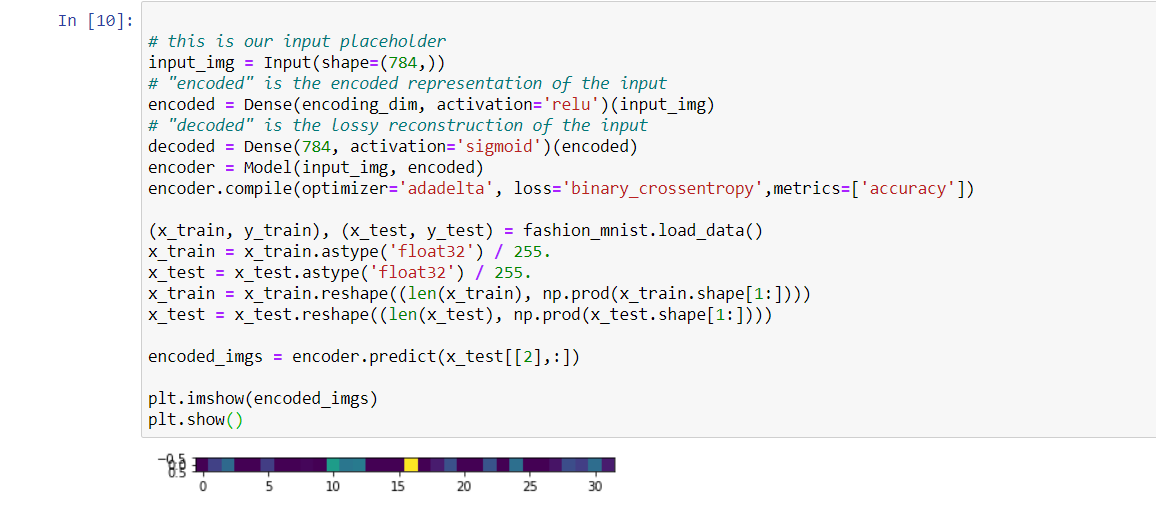 In [10]:
# this is our input placeholder
input_img = Input(shape=(784,))
# "encoded" is the encoded representation of the input
encoded = Dense(encoding_dim, activation='relu')(input_img)
# "decoded" is the lossy reconstruction of the input
decoded = Dense(784, activation='sigmoid')(encoded)
encoder = Model(input_img, encoded)
encoder.compile(optimizer='adadelta', loss='binary_crossentropy',metrics=['accuracy'])
(x_train, y_train), (x_test, y_test) = fashion_mnist.load_data()
x_train = x_train.astype('float32') / 255.
x_test = x_test.astype('float32') / 255.
x_train = x_train.reshape((len(x_train), np.prod(x_train.shape[1:])))
x_test = x_test.reshape((len(x_test), np.prod(x_test.shape[1:])))
encoded_imgs = encoder.predict(x_test[[2],:])
plt.imshow(encoded_imgs)
plt.show()
−0.5
0.0
0.5
0 5 10 15 20 25 30